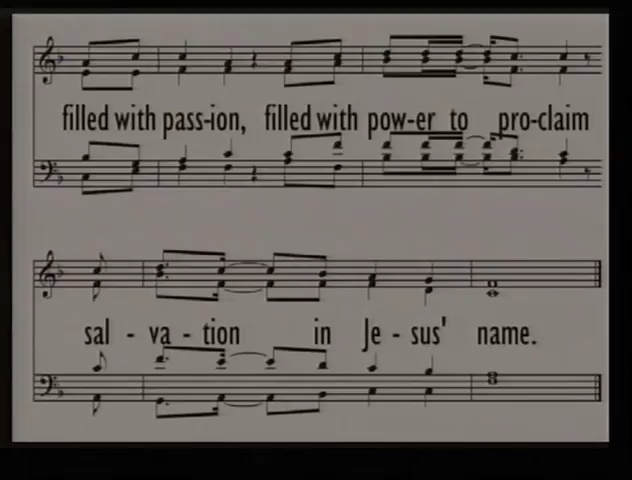 filled with pass-ion, filled with pow-er to pro-claim
sal - va - tion in Je - sus' name.